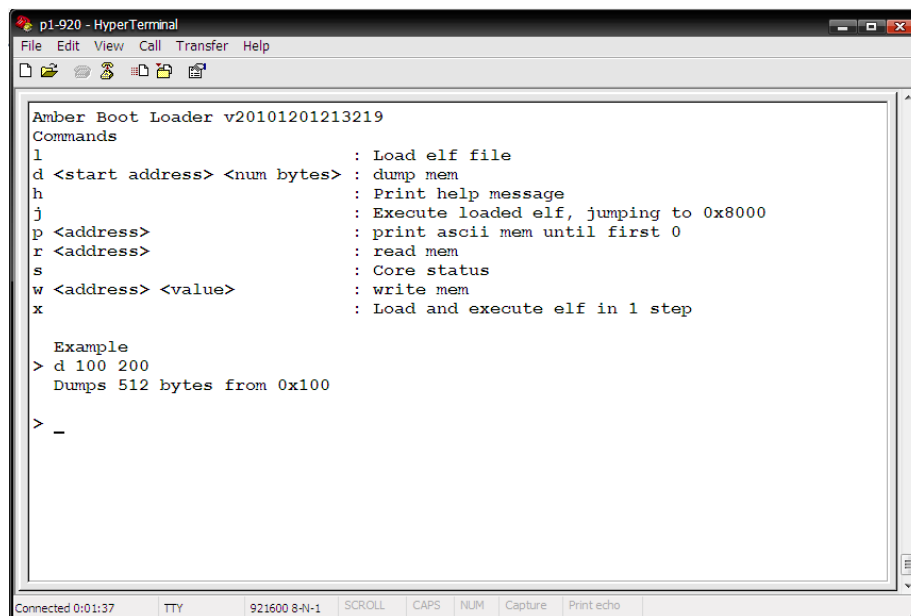 p1-920 - HyperTerminal
File Edit View Call Transfer Help
Amber Boot Loader v20101201213219
Commands
l : Load elf file
d <start address> <num bytes> : dump mem
h : Print help message
j : Execute loaded elf, jumping to 0x8000
p <address> : print ascii mem until first 0
r <address> : read mem
s : Core status
w <address> <value> : write mem
x : Load and execute elf in 1 step
Example
> d 100 200
Dumps 512 bytes from 0x100
> _
Connected 0:01:37 TTY 921600 8-N-1 SCROLL CAPS NUM Capture Print echo